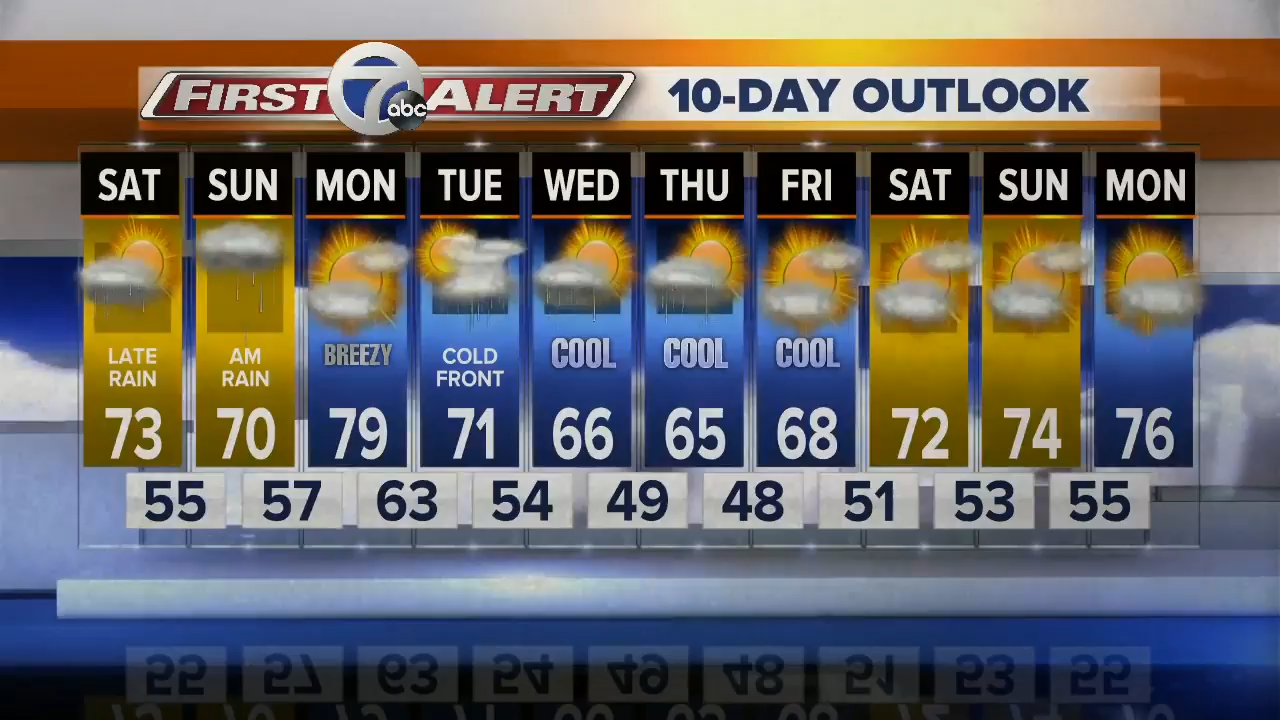 FIRST 7 abc ALERT 10-DAY OUTLOOK
SAT SUN MON TUE WED THU FRI SAT SUN MON
LATE RAIN AM RAIN BREEZY COLD FRONT COOL COOL COOL
73 70 79 71 66 65 68 72 74 76
55 57 63 54 49 48 51 53 55